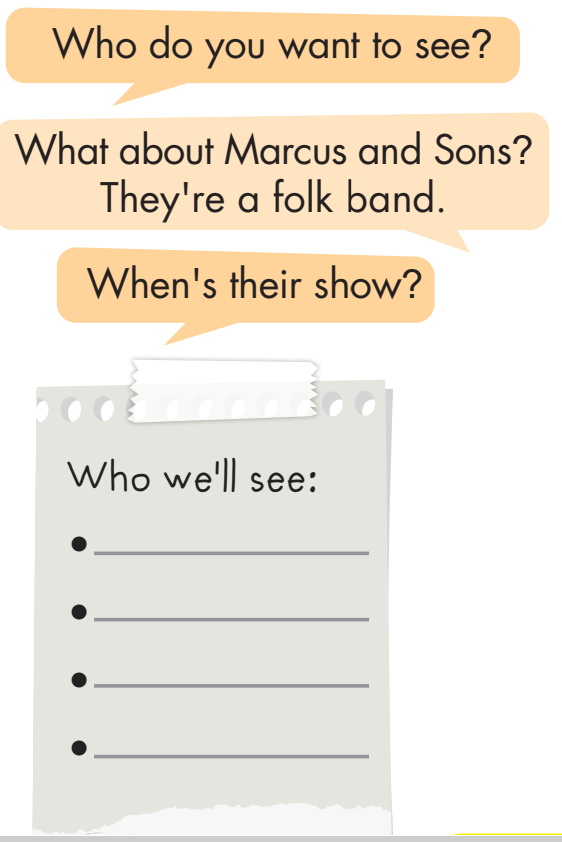 Who do you want to see?
What about Marcus and Sons?
They're a folk band.
When's their show?
Who we'll see: